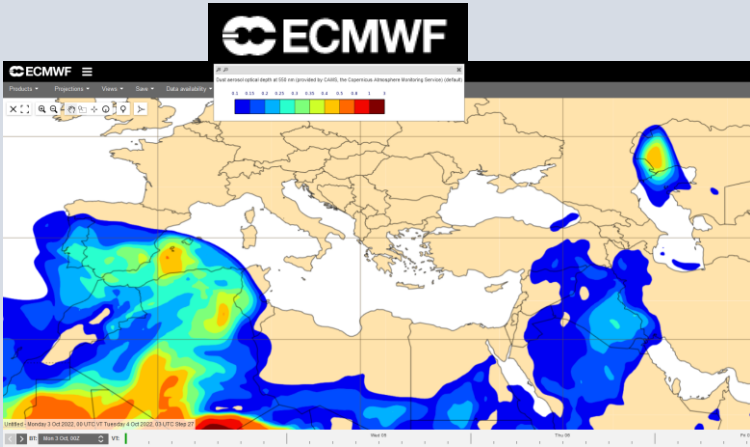 ECMWF
ECMWF
Products Projections Views Save Data availability
Dust aerosol optical depth at 550 nm (provided by CAMS, the Copernicus Atmosphere Monitoring Service) (default)
0.1 0.15 0.2 0.25 0.3 0.35 0.4 0.5 0.8 1 3
Untitled - Monday 3 Oct 2022, 00 UTC VT Tuesday 4 Oct 2022, 03 UTC Step 27
BT: Mon 3 Oct, 00Z VT: Wed 05 Thu 06